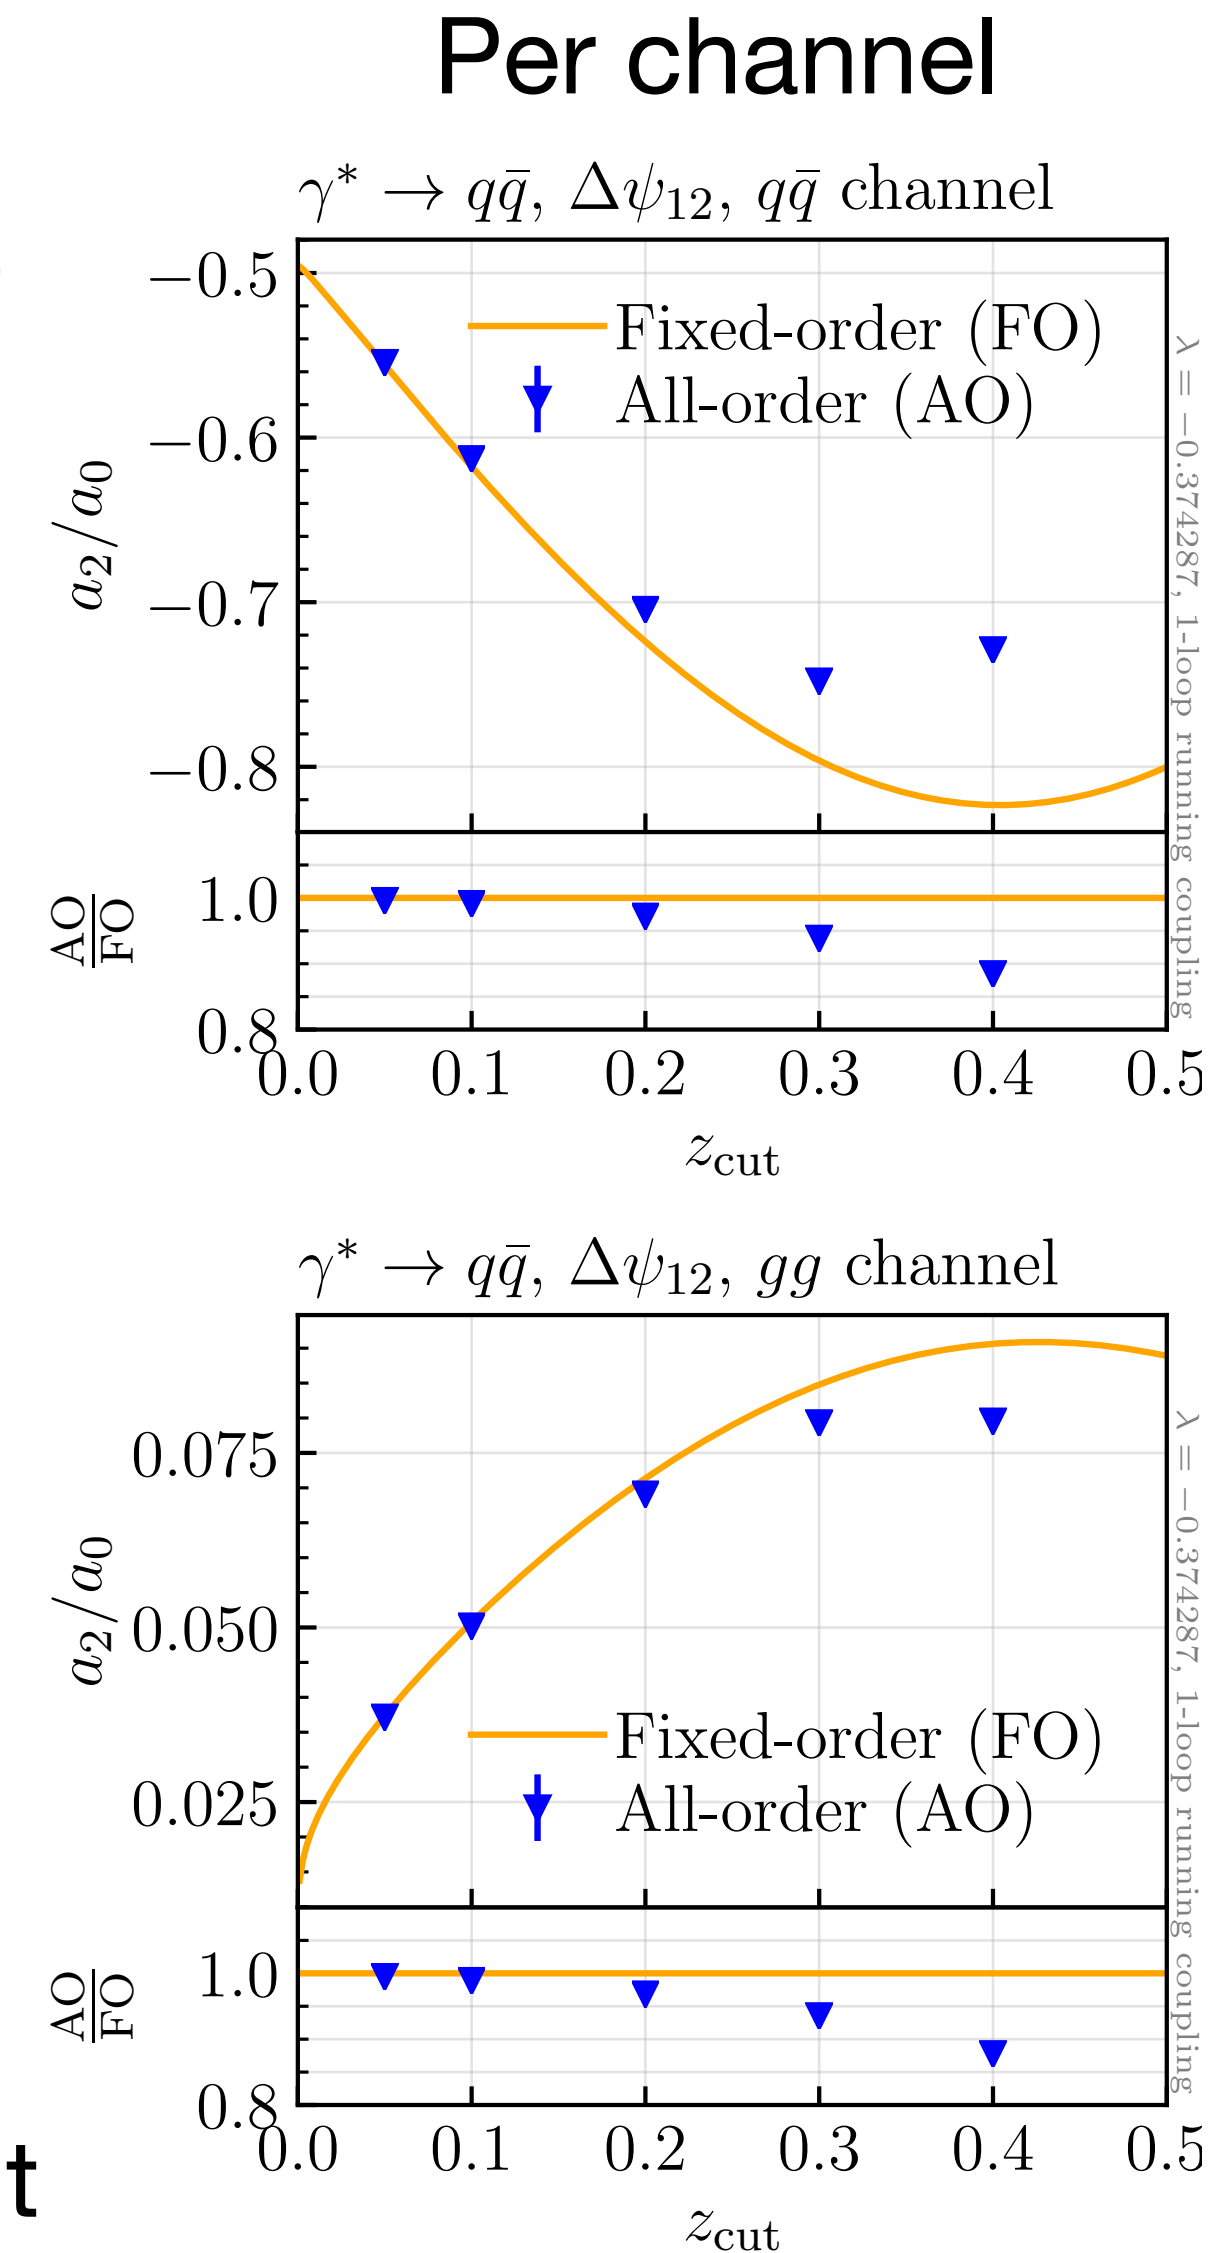 Per channel
γ* → qq̄, Δψ₁₂, qq̄ channel
−0.5
−0.6
−0.7
−0.8
a₂/a₀
Fixed-order (FO)
All-order (AO)
λ = −0.374287, 1-loop running coupling
1.0
0.8
AO
FO
0.0 0.1 0.2 0.3 0.4 0.5
z_cut
γ* → qq̄, Δψ₁₂, gg channel
0.075
0.050
0.025
a₂/a₀
Fixed-order (FO)
All-order (AO)
λ = −0.374287, 1-loop running coupling
1.0
0.8
AO
FO
0.0 0.1 0.2 0.3 0.4 0.5
z_cut
t